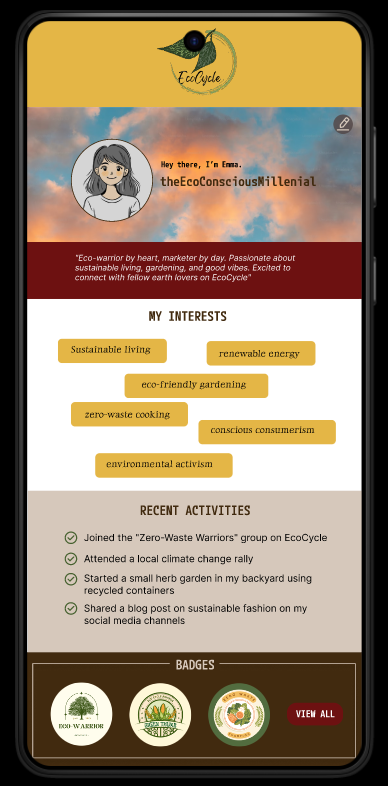 EcoCycle
Hey there, I'm Emma.
theEcoConsciousMillenial
"Eco-warrior by heart, marketer by day. Passionate about
sustainable living, gardening, and good vibes. Excited to
connect with fellow earth lovers on EcoCycle"
MY INTERESTS
Sustainable living
renewable energy
eco-friendly gardening
zero-waste cooking
conscious consumerism
environmental activism
RECENT ACTIVITIES
Joined the "Zero-Waste Warriors" group on EcoCycle
Attended a local climate change rally
Started a small herb garden in my backyard using
recycled containers
Shared a blog post on sustainable fashion on my
social media channels
BADGES
ECO-WARRIOR
ZERO WASTE
VIEW ALL